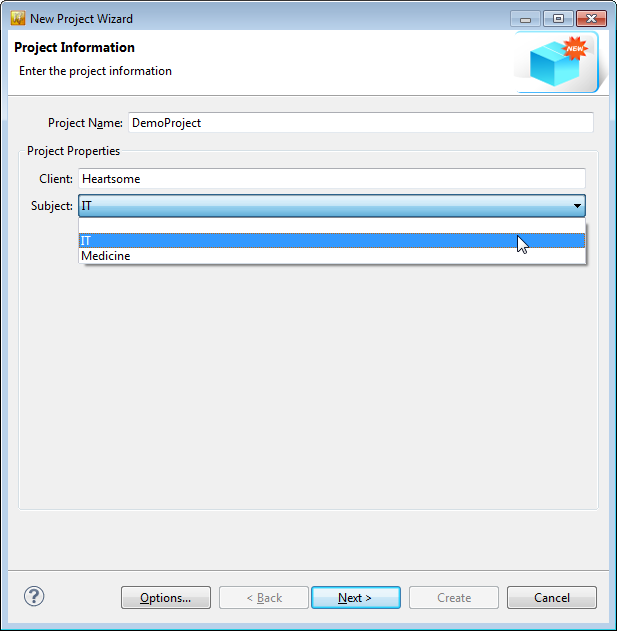 New Project Wizard
Project Information
Enter the project information
NEW
Project Name: DemoProject
Project Properties
Client: Heartsome
Subject: IT
IT
Medicine
? Options... < Back Next > Create Cancel